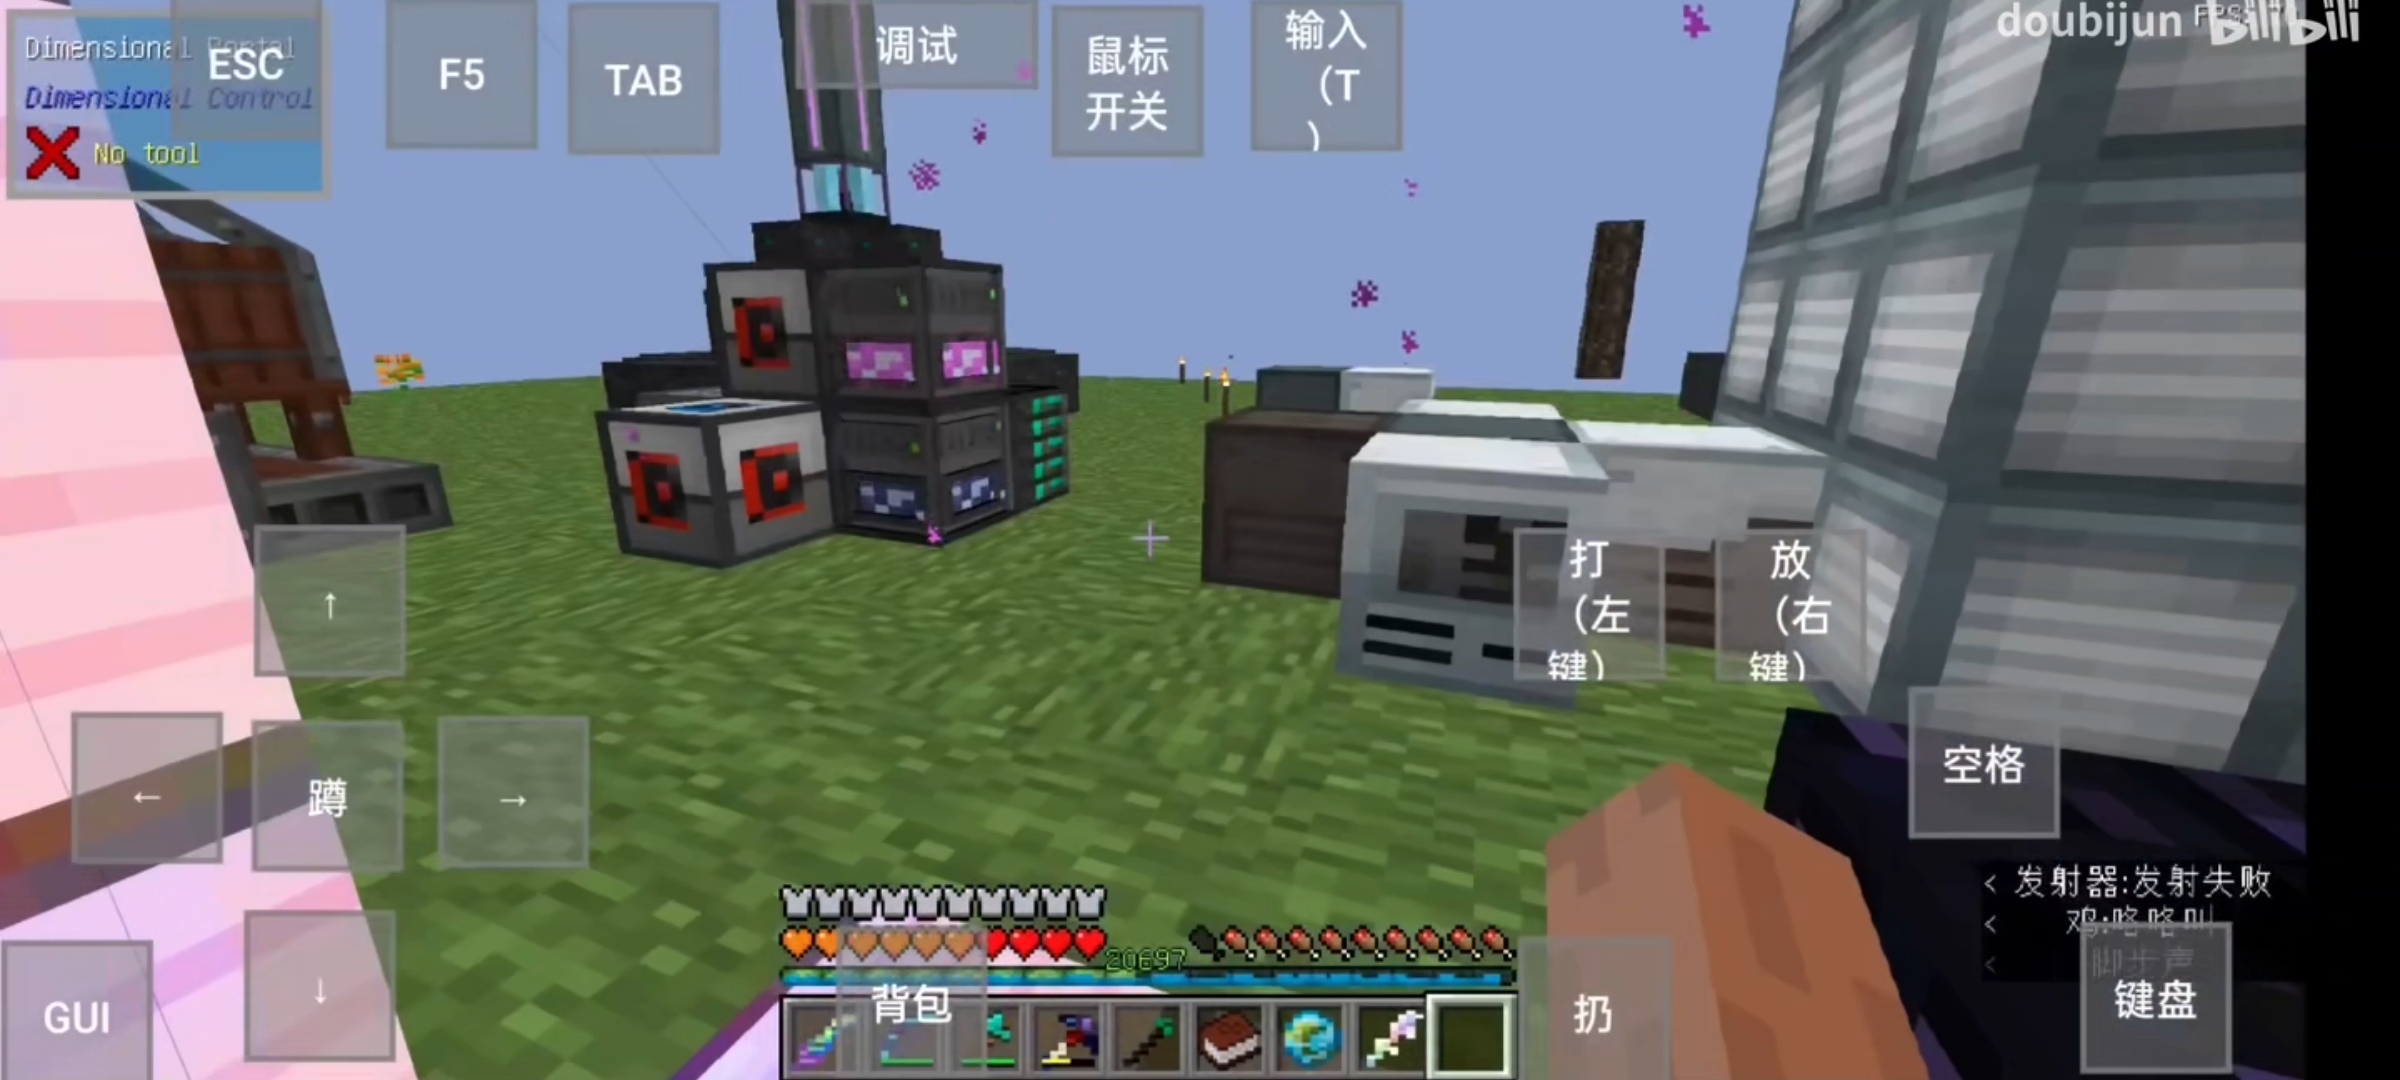 Dimensional Portal
Dimensional Control
No tool
ESC
F5
TAB
调试
鼠标
开关
输入
（T
）
doubijun
bilibili
↑
←
蹲
→
↓
GUI
打
（左
键）
放
（右
键）
空格
< 发射器:发射失败
< 鸡:咯咯叫
< 脚步声
键盘
扔
背包
20697